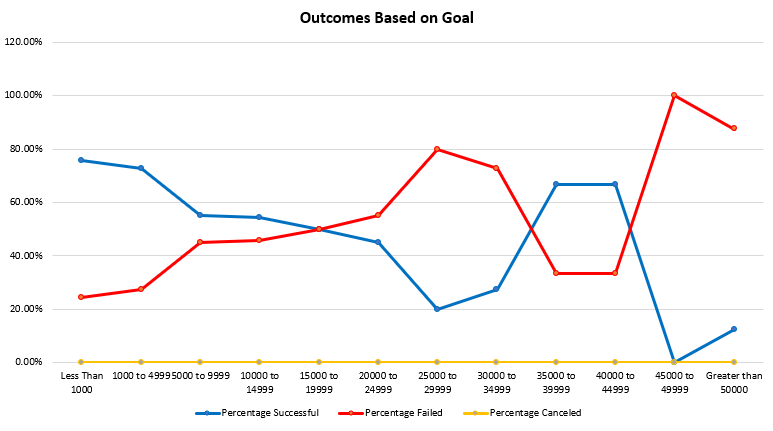 Outcomes Based on Goal
120.00%
100.00%
80.00%
60.00%
40.00%
20.00%
0.00%
Less Than 1000 to 4999 5000 to 9999 10000 to 15000 to 20000 to 25000 to 30000 to 35000 to 40000 to 45000 to Greater than
1000 14999 19999 24999 29999 34999 39999 44999 49999 50000
Percentage Successful Percentage Failed Percentage Canceled